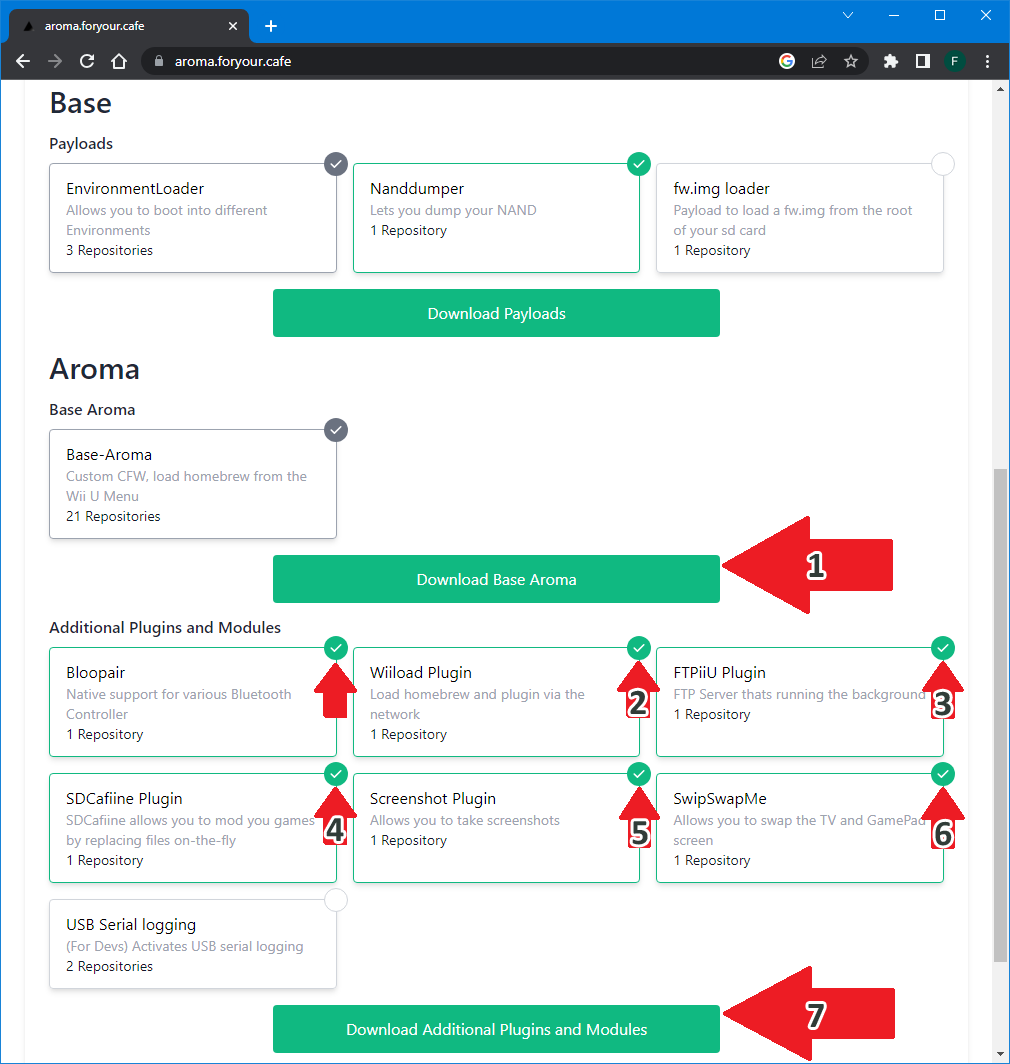 aroma.foryour.cafe
aroma.foryour.cafe
F
Base
Payloads
EnvironmentLoader
Allows you to boot into different
Environments
3 Repositories
Nanddumper
Lets you dump your NAND
1 Repository
fw.img loader
Payload to load a fw.img from the root
of your sd card
1 Repository
Download Payloads
Aroma
Base Aroma
Base-Aroma
Custom CFW, load homebrew from the
Wii U Menu
21 Repositories
Download Base Aroma
1
Additional Plugins and Modules
Bloopair
Native support for various Bluetooth
Controller
1 Repository
Wiiload Plugin
Load homebrew and plugin via the
network
1 Repository
2
FTPiiU Plugin
FTP Server thats running the background
1 Repository
3
SDCafiine Plugin
SDCafiine allows you to mod you games
by replacing files on-the-fly
1 Repository
4
Screenshot Plugin
Allows you to take screenshots
1 Repository
5
SwipSwapMe
Allows you to swap the TV and GamePad
screen
1 Repository
6
USB Serial logging
(For Devs) Activates USB serial logging
2 Repositories
Download Additional Plugins and Modules
7